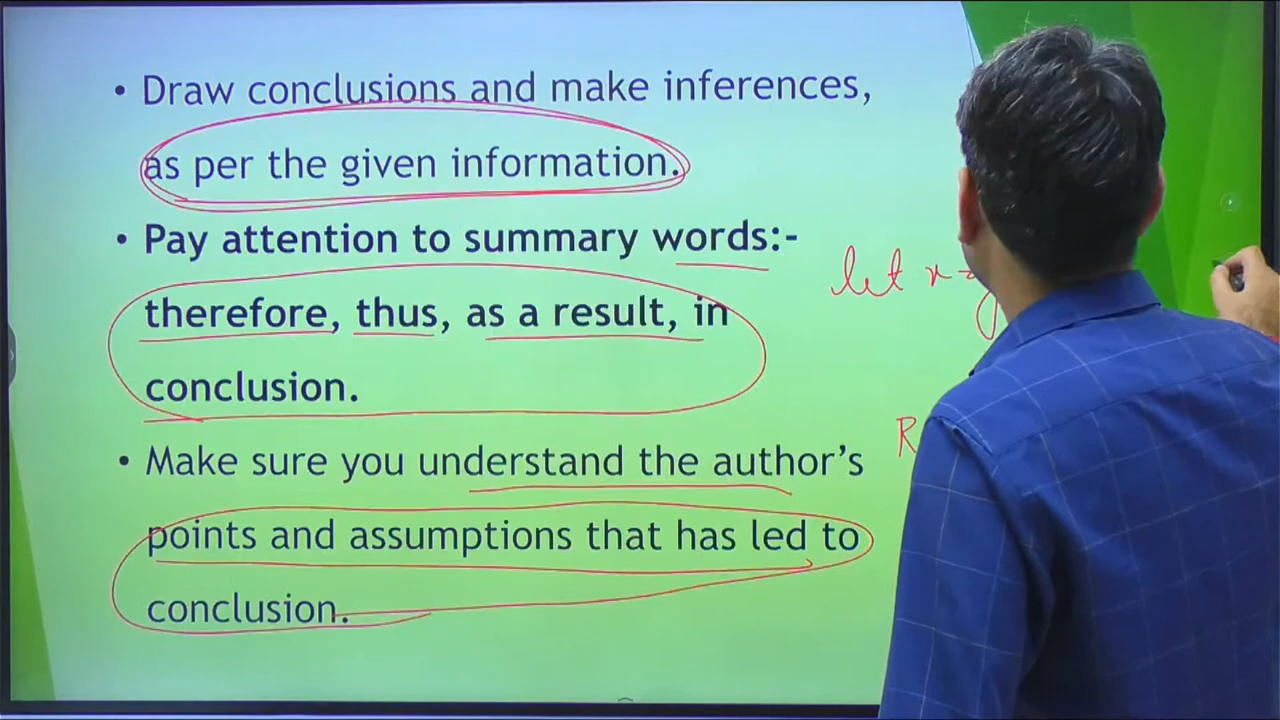 • Draw conclusions and make inferences,
as per the given information.
• Pay attention to summary words:-
therefore, thus, as a result, in
conclusion.
• Make sure you understand the author’s
points and assumptions that has led to
conclusion.
let x
R